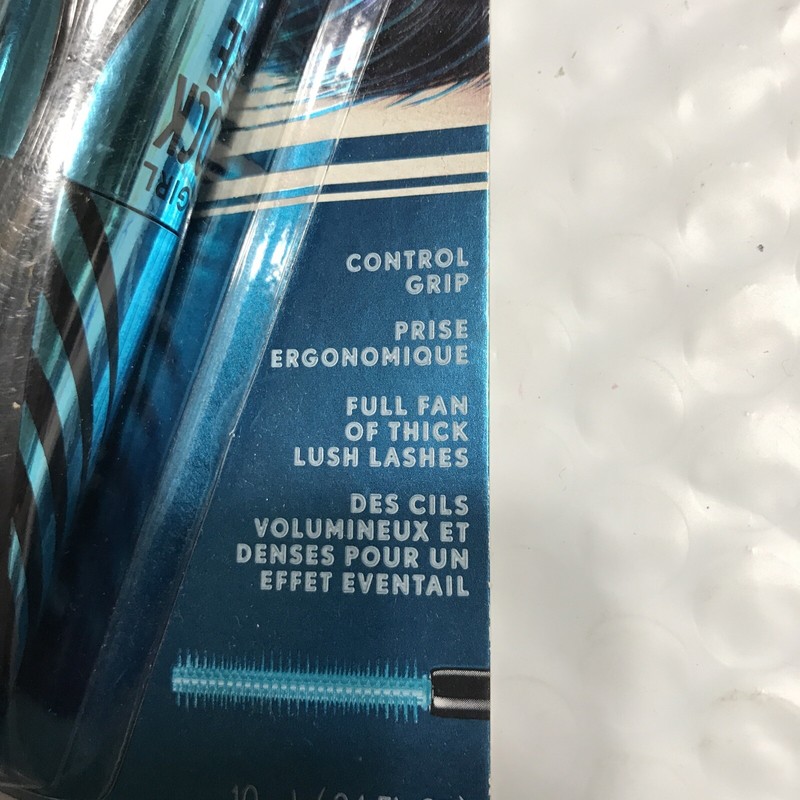 GIRL
CONTROL
GRIP
PRISE
ERGONOMIQUE
FULL FAN
OF THICK
LUSH LASHES
DES CILS
VOLUMINEUX ET
DENSES POUR UN
EFFET EVENTAIL